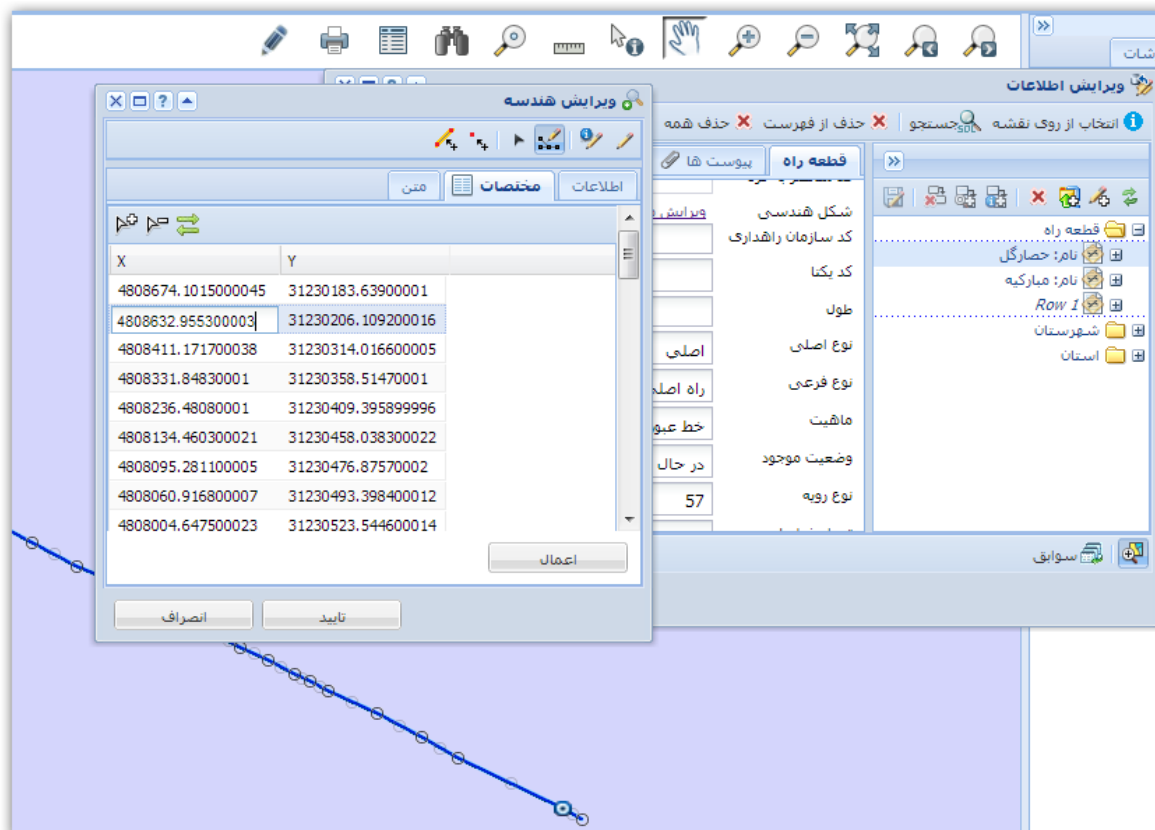 شات
ویرایش اطلاعات
انتخاب از روی نقشه جستجو حذف از فهرست حذف همه
قطعه راه
پیوست ها
قطعه راه
نام: حصارگل
نام: مبارکیه
Row 1
شهرستان
استان
شکل هندسی
ویرایش
کد سازمان راهداری
کد یکتا
طول
نوع اصلی
اصلی
نوع فرعی
راه اصلی
ماهیت
خط عبور
وضعیت موجود
در حال
نوع رویه
57
سوابق
ویرایش هندسه
اطلاعات
مختصات
متن
X Y
4808674.1015000045 31230183.63900001
4808632.955300003 31230206.109200016
4808411.171700038 31230314.016600005
4808331.84830001 31230358.51470001
4808236.48080001 31230409.395899996
4808134.460300021 31230458.038300022
4808095.281100005 31230476.87570002
4808060.916800007 31230493.398400012
4808004.647500023 31230523.544600014
اعمال
تایید
انصراف